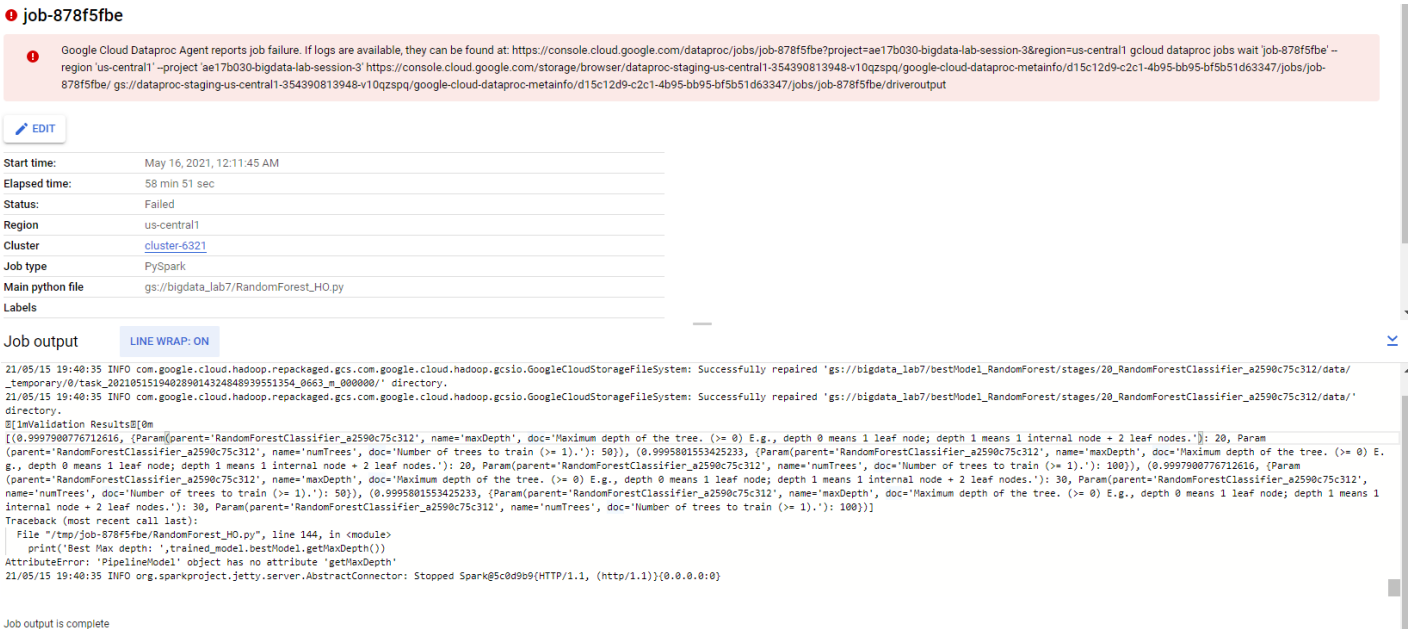 job-878f5fbe
Google Cloud Dataproc Agent reports job failure. If logs are available, they can be found at: https://console.cloud.google.com/dataproc/jobs/job-878f5fbe?project=ae17b030-bigdata-lab-session-3&region=us-central1 gcloud dataproc jobs wait 'job-878f5fbe' --
region 'us-central1' --project 'ae17b030-bigdata-lab-session-3' https://console.cloud.google.com/storage/browser/dataproc-staging-us-central1-354390813948-v10qzspq/google-cloud-dataproc-metainfo/d15c12d9-c2c1-4b95-bb95-bf5b51d63347/jobs/job-
878f5fbe/ gs://dataproc-staging-us-central1-354390813948-v10qzspq/google-cloud-dataproc-metainfo/d15c12d9-c2c1-4b95-bb95-bf5b51d63347/jobs/job-878f5fbe/driveroutput
EDIT
Start time: May 16, 2021, 12:11:45 AM
Elapsed time: 58 min 51 sec
Status: Failed
Region us-central1
Cluster cluster-6321
Job type PySpark
Main python file gs://bigdata_lab7/RandomForest_HO.py
Labels
Job output LINE WRAP: ON
21/05/15 19:40:35 INFO com.google.cloud.hadoop.repackaged.gcs.com.google.cloud.hadoop.gcsio.GoogleCloudStorageFileSystem: Successfully repaired 'gs://bigdata_lab7/bestModel_RandomForest/stages/20_RandomForestClassifier_a2590c75c312/data/
_temporary/0/task_20210515194028901432484893955​1354_0663_m_000000/' directory.
21/05/15 19:40:35 INFO com.google.cloud.hadoop.repackaged.gcs.com.google.cloud.hadoop.gcsio.GoogleCloudStorageFileSystem: Successfully repaired 'gs://bigdata_lab7/bestModel_RandomForest/stages/20_RandomForestClassifier_a2590c75c312/data/'
directory.
[1mValidation Results[0m
[(0.9997900776712616, {Param(parent='RandomForestClassifier_a2590c75c312', name='maxDepth', doc='Maximum depth of the tree. (>= 0) E.g., depth 0 means 1 leaf node; depth 1 means 1 internal node + 2 leaf nodes.'): 20, Param
(parent='RandomForestClassifier_a2590c75c312', name='numTrees', doc='Number of trees to train (>= 1).'): 50}), (0.9995801553425233, {Param(parent='RandomForestClassifier_a2590c75c312', name='maxDepth', doc='Maximum depth of the tree. (>= 0) E.
g., depth 0 means 1 leaf node; depth 1 means 1 internal node + 2 leaf nodes.'): 20, Param(parent='RandomForestClassifier_a2590c75c312', name='numTrees', doc='Number of trees to train (>= 1).'): 100}), (0.9997900776712616, {Param
(parent='RandomForestClassifier_a2590c75c312', name='maxDepth', doc='Maximum depth of the tree. (>= 0) E.g., depth 0 means 1 leaf node; depth 1 means 1 internal node + 2 leaf nodes.'): 30, Param(parent='RandomForestClassifier_a2590c75c312',
name='numTrees', doc='Number of trees to train (>= 1).'): 50}), (0.9995801553425233, {Param(parent='RandomForestClassifier_a2590c75c312', name='maxDepth', doc='Maximum depth of the tree. (>= 0) E.g., depth 0 means 1 leaf node; depth 1 means 1
internal node + 2 leaf nodes.'): 30, Param(parent='RandomForestClassifier_a2590c75c312', name='numTrees', doc='Number of trees to train (>= 1).'): 100})]
Traceback (most recent call last):
File "/tmp/job-878f5fbe/RandomForest_HO.py", line 144, in <module>
print('Best Max depth: ',trained_model.bestModel.getMaxDepth())
AttributeError: 'PipelineModel' object has no attribute 'getMaxDepth'
21/05/15 19:40:35 INFO org.sparkproject.jetty.server.AbstractConnector: Stopped Spark@5c0d9b9{HTTP/1.1, (http/1.1)}{0.0.0.0:0}
Job output is complete